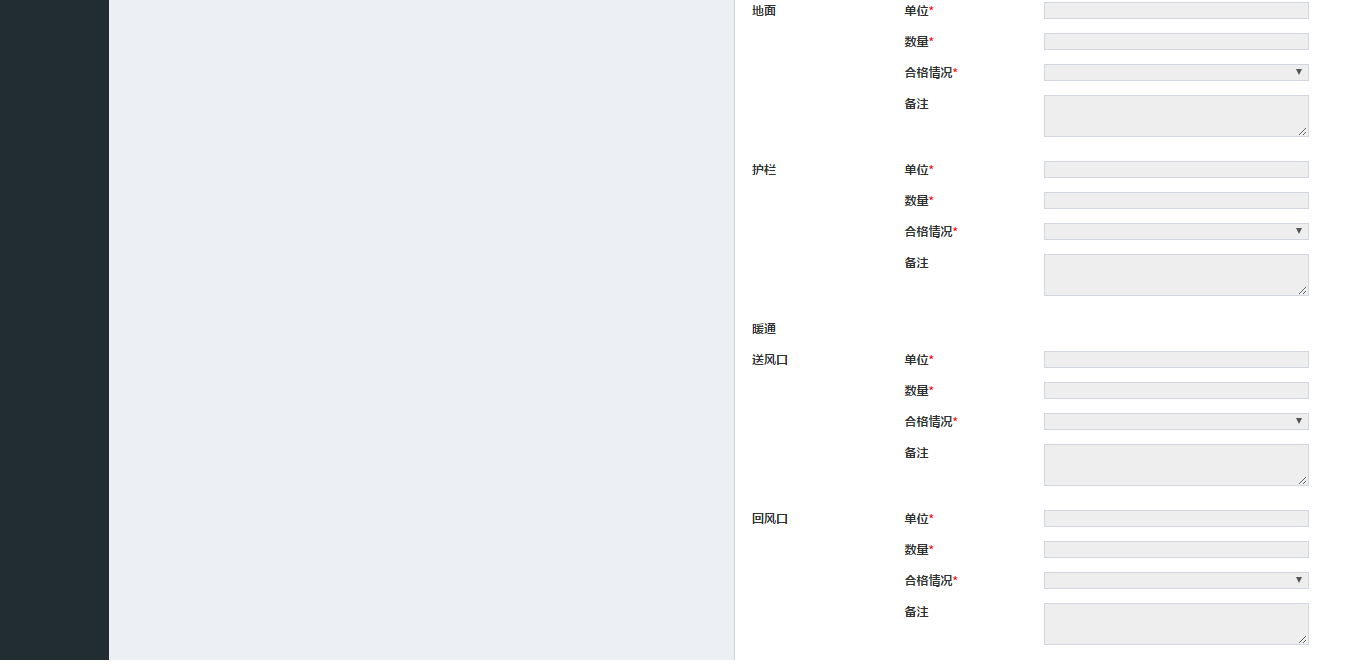 地面 单位*
数量*
合格情况*
备注
护栏 单位*
数量*
合格情况*
备注
暖通
送风口 单位*
数量*
合格情况*
备注
回风口 单位*
数量*
合格情况*
备注